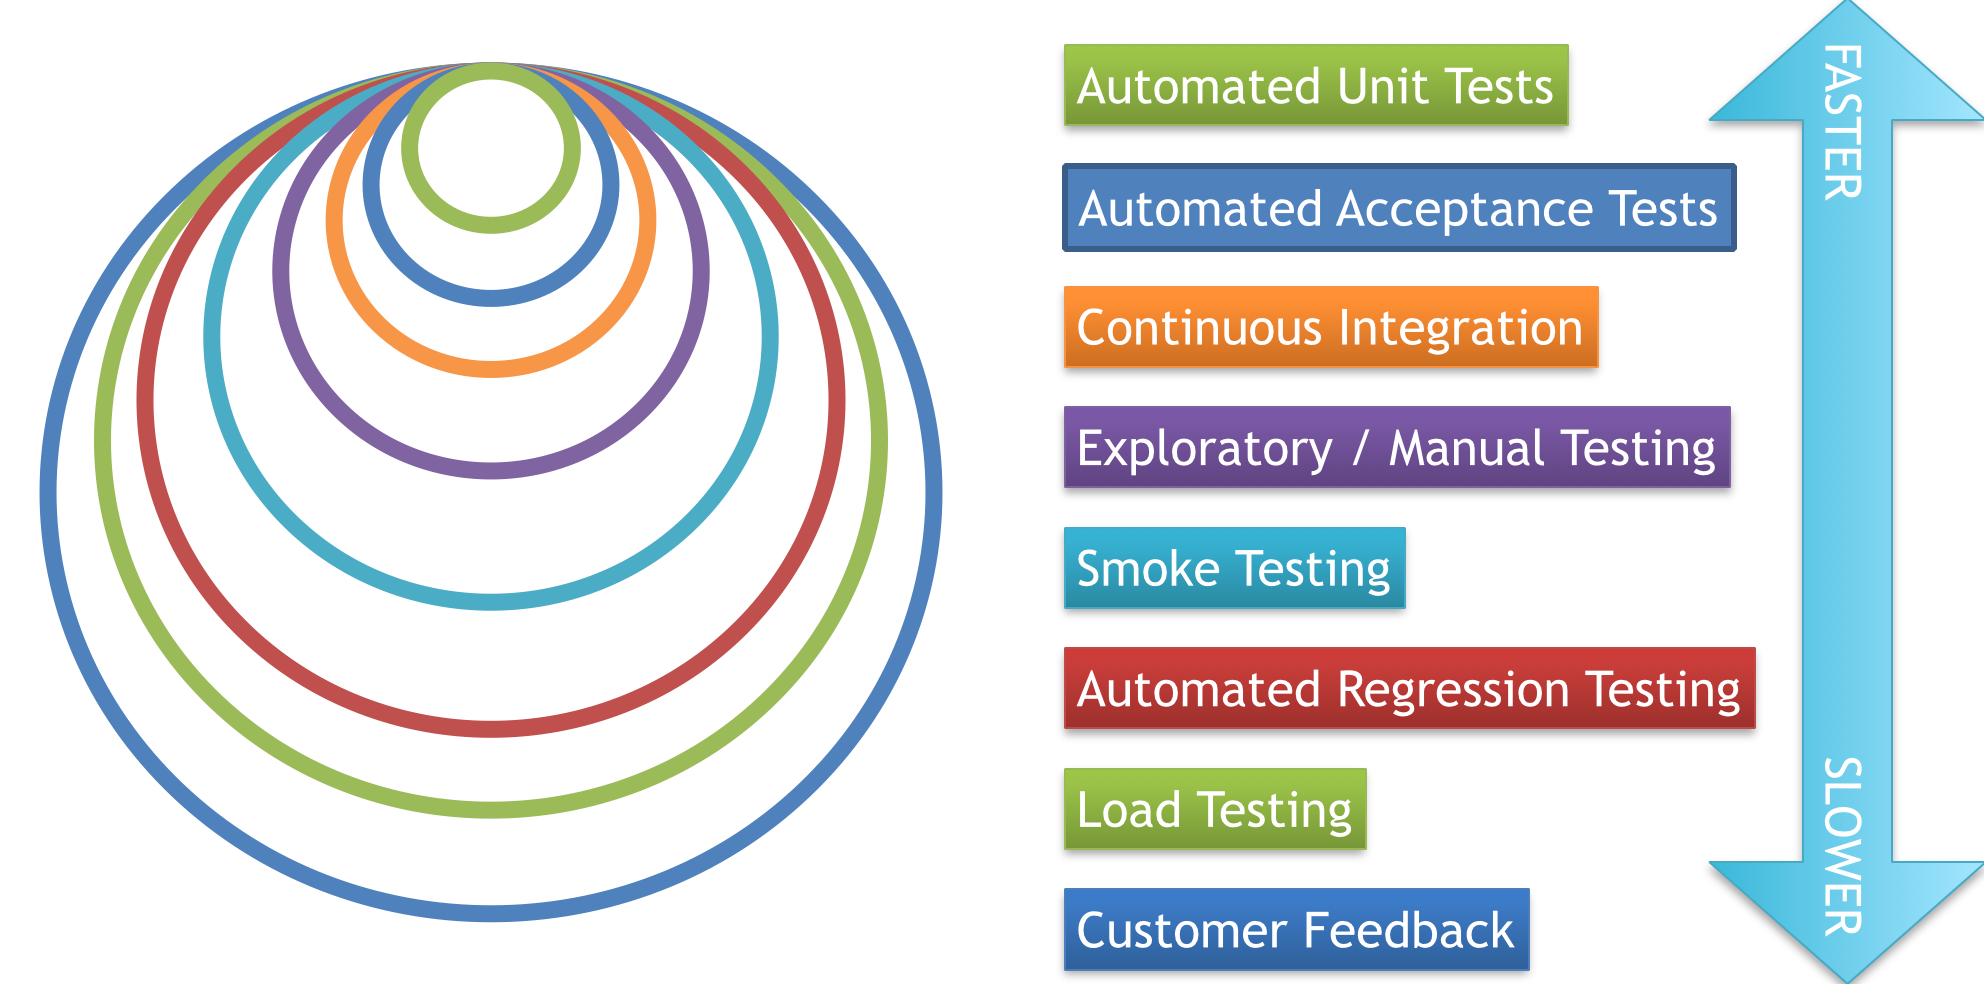 Automated Unit Tests
Automated Acceptance Tests
Continuous Integration
Exploratory / Manual Testing
Smoke Testing
Automated Regression Testing
Load Testing
Customer Feedback
FASTER
SLOWER